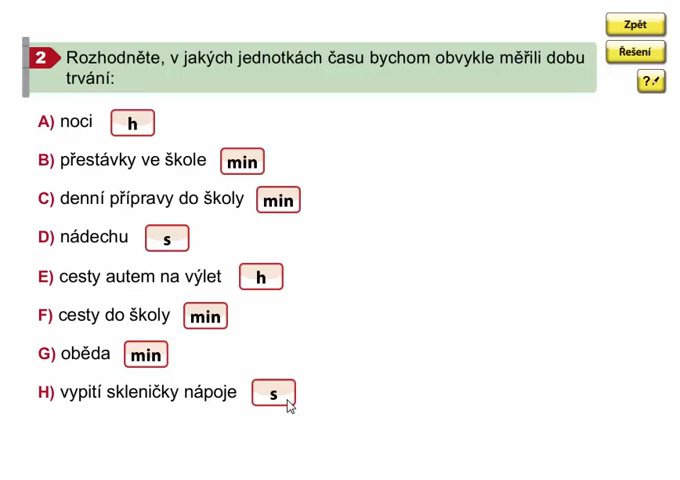 Zpět
Řešení
?
2 Rozhodněte, v jakých jednotkách času bychom obvykle měřili dobu
trvání:
A) noci h
B) přestávky ve škole min
C) denní přípravy do školy min
D) nádechu s
E) cesty autem na výlet h
F) cesty do školy min
G) oběda min
H) vypití skleničky nápoje s